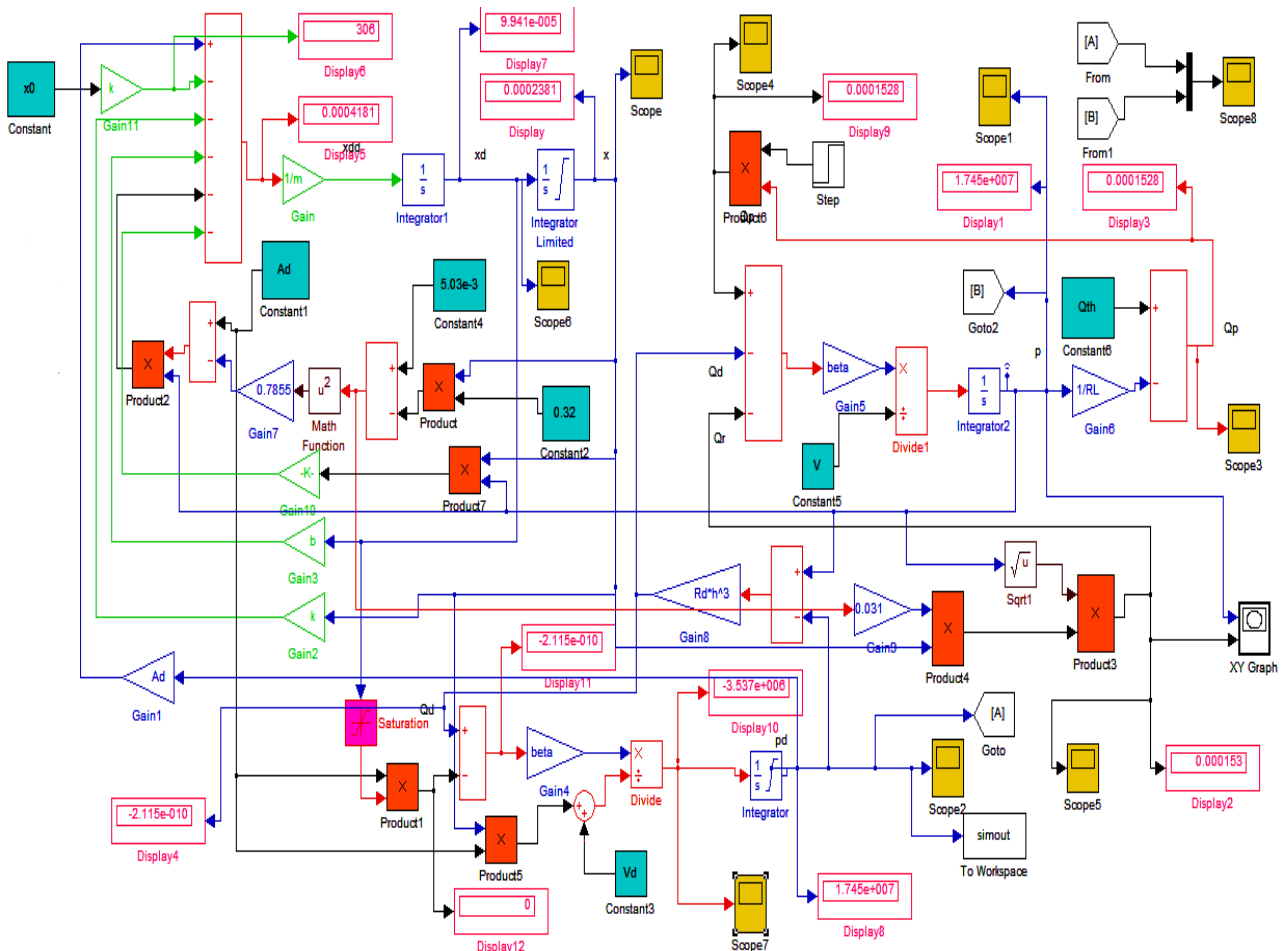 306
Display6
x0
Constant
k
Gain11
0.0004181
Display5
xdd
1/m
Gain
1
s
Integrator1
xd
9.941e-005
Display7
0.0002381
Display
x
1
s
Integrator
Limited
Scope
Scope6
Scope4
0.0001528
Display9
X
Product6
Qp
Step
Scope1
1.745e+007
Display1
0.0001528
Display3
[A]
From
[B]
From1
Scope8
Ad
Constant1
5.03e-3
Constant4
X
Product2
+
−
0.7855
Gain7
u²
Math
Function
X
Product
0.32
Constant2
-K-
Gain10
X
Product7
b
Gain3
k
Gain2
Ad
Gain1
Qd
Qr
beta
Gain5
X
÷
Divide1
V
Constant5
1
s
Integrator2
[B]
Goto2
p
Qth
Constant6
1/RL
Gain6
Qp
Scope3
Rd*h^3
Gain8
0.031
Gain9
X
Product4
√u
Sqrt1
X
Product3
XY Graph
-2.115e-010
Display11
Qd
Saturation
X
Product1
beta
Gain4
X
÷
Divide
-3.537e+006
Display10
pd
1
s
Integrator
[A]
Goto
Scope2
simout
To Workspace
Scope5
0.000153
Display2
-2.115e-010
Display4
X
Product5
Vd
Constant3
0
Display12
Scope7
1.745e+007
Display8